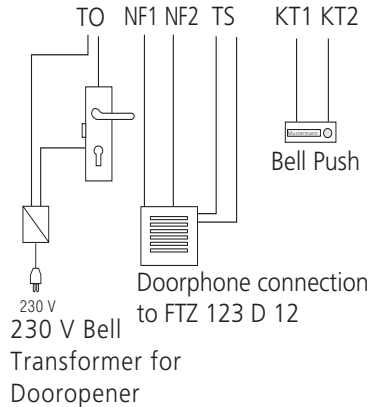 TO NF1 NF2 TS KT1 KT2
Mustermann
Bell Push
Doorphone connection
to FTZ 123 D 12
230 V
230 V Bell
Transformer for
Dooropener